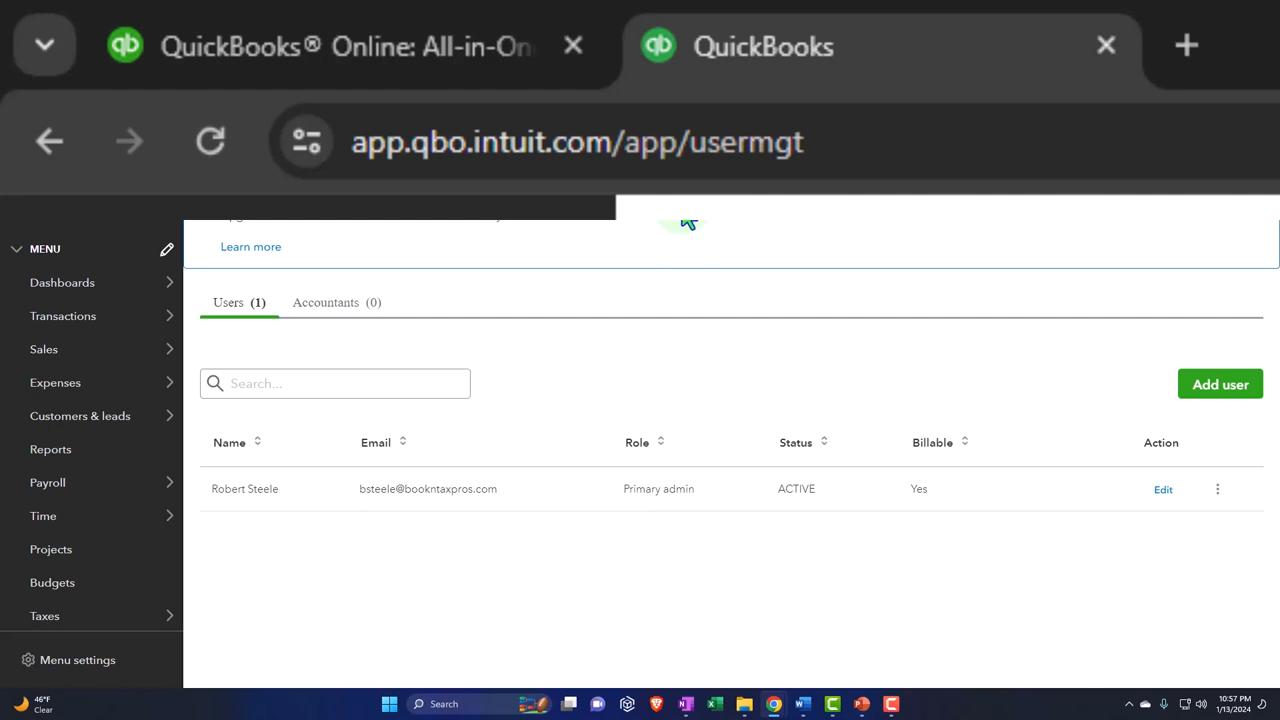 QuickBooks® Online: All-in-On
QuickBooks
app.qbo.intuit.com/app/usermgt
MENU
Dashboards
Transactions
Sales
Expenses
Customers & leads
Reports
Payroll
Time
Projects
Budgets
Taxes
Menu settings
Learn more
Users (1)
Accountants (0)
Search...
Add user
Name Email Role Status Billable Action
Robert Steele bsteele@bookntaxpros.com Primary admin ACTIVE Yes Edit
46°F
Clear
Search
10:57 PM
1/13/2024